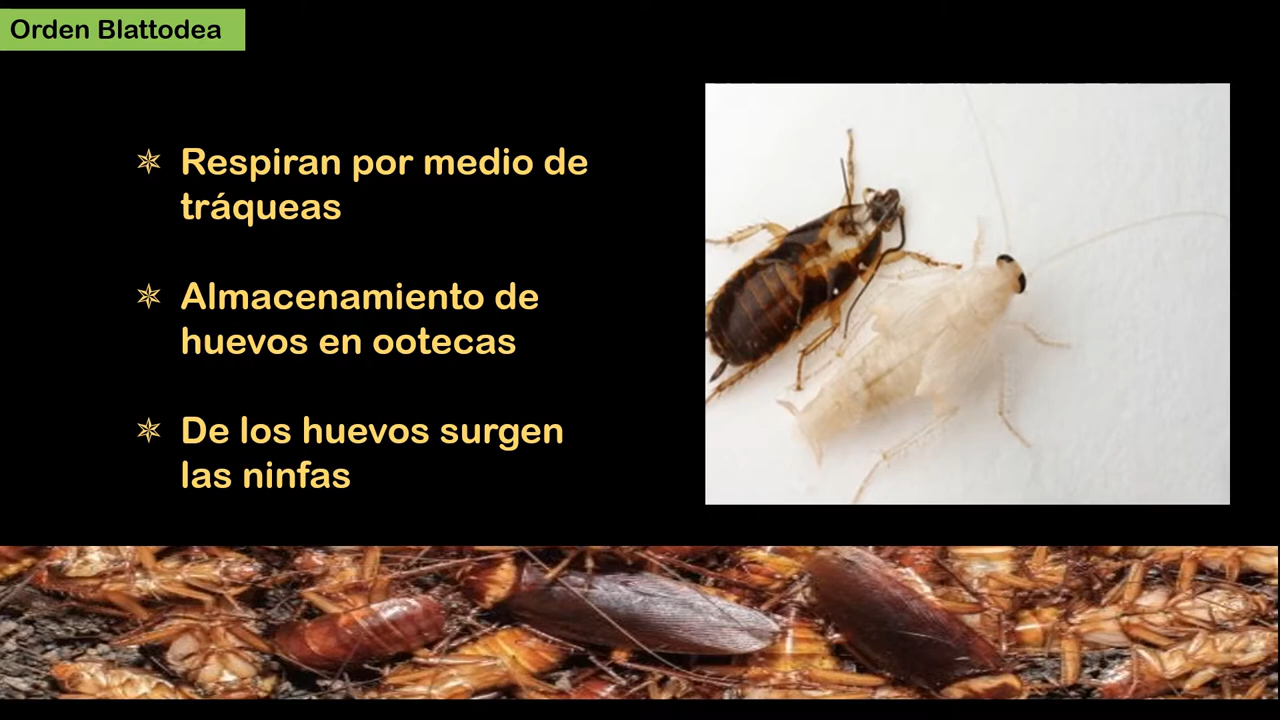 Orden Blattodea
✴ Respiran por medio de
tráqueas
✴ Almacenamiento de
huevos en ootecas
✴ De los huevos surgen
las ninfas